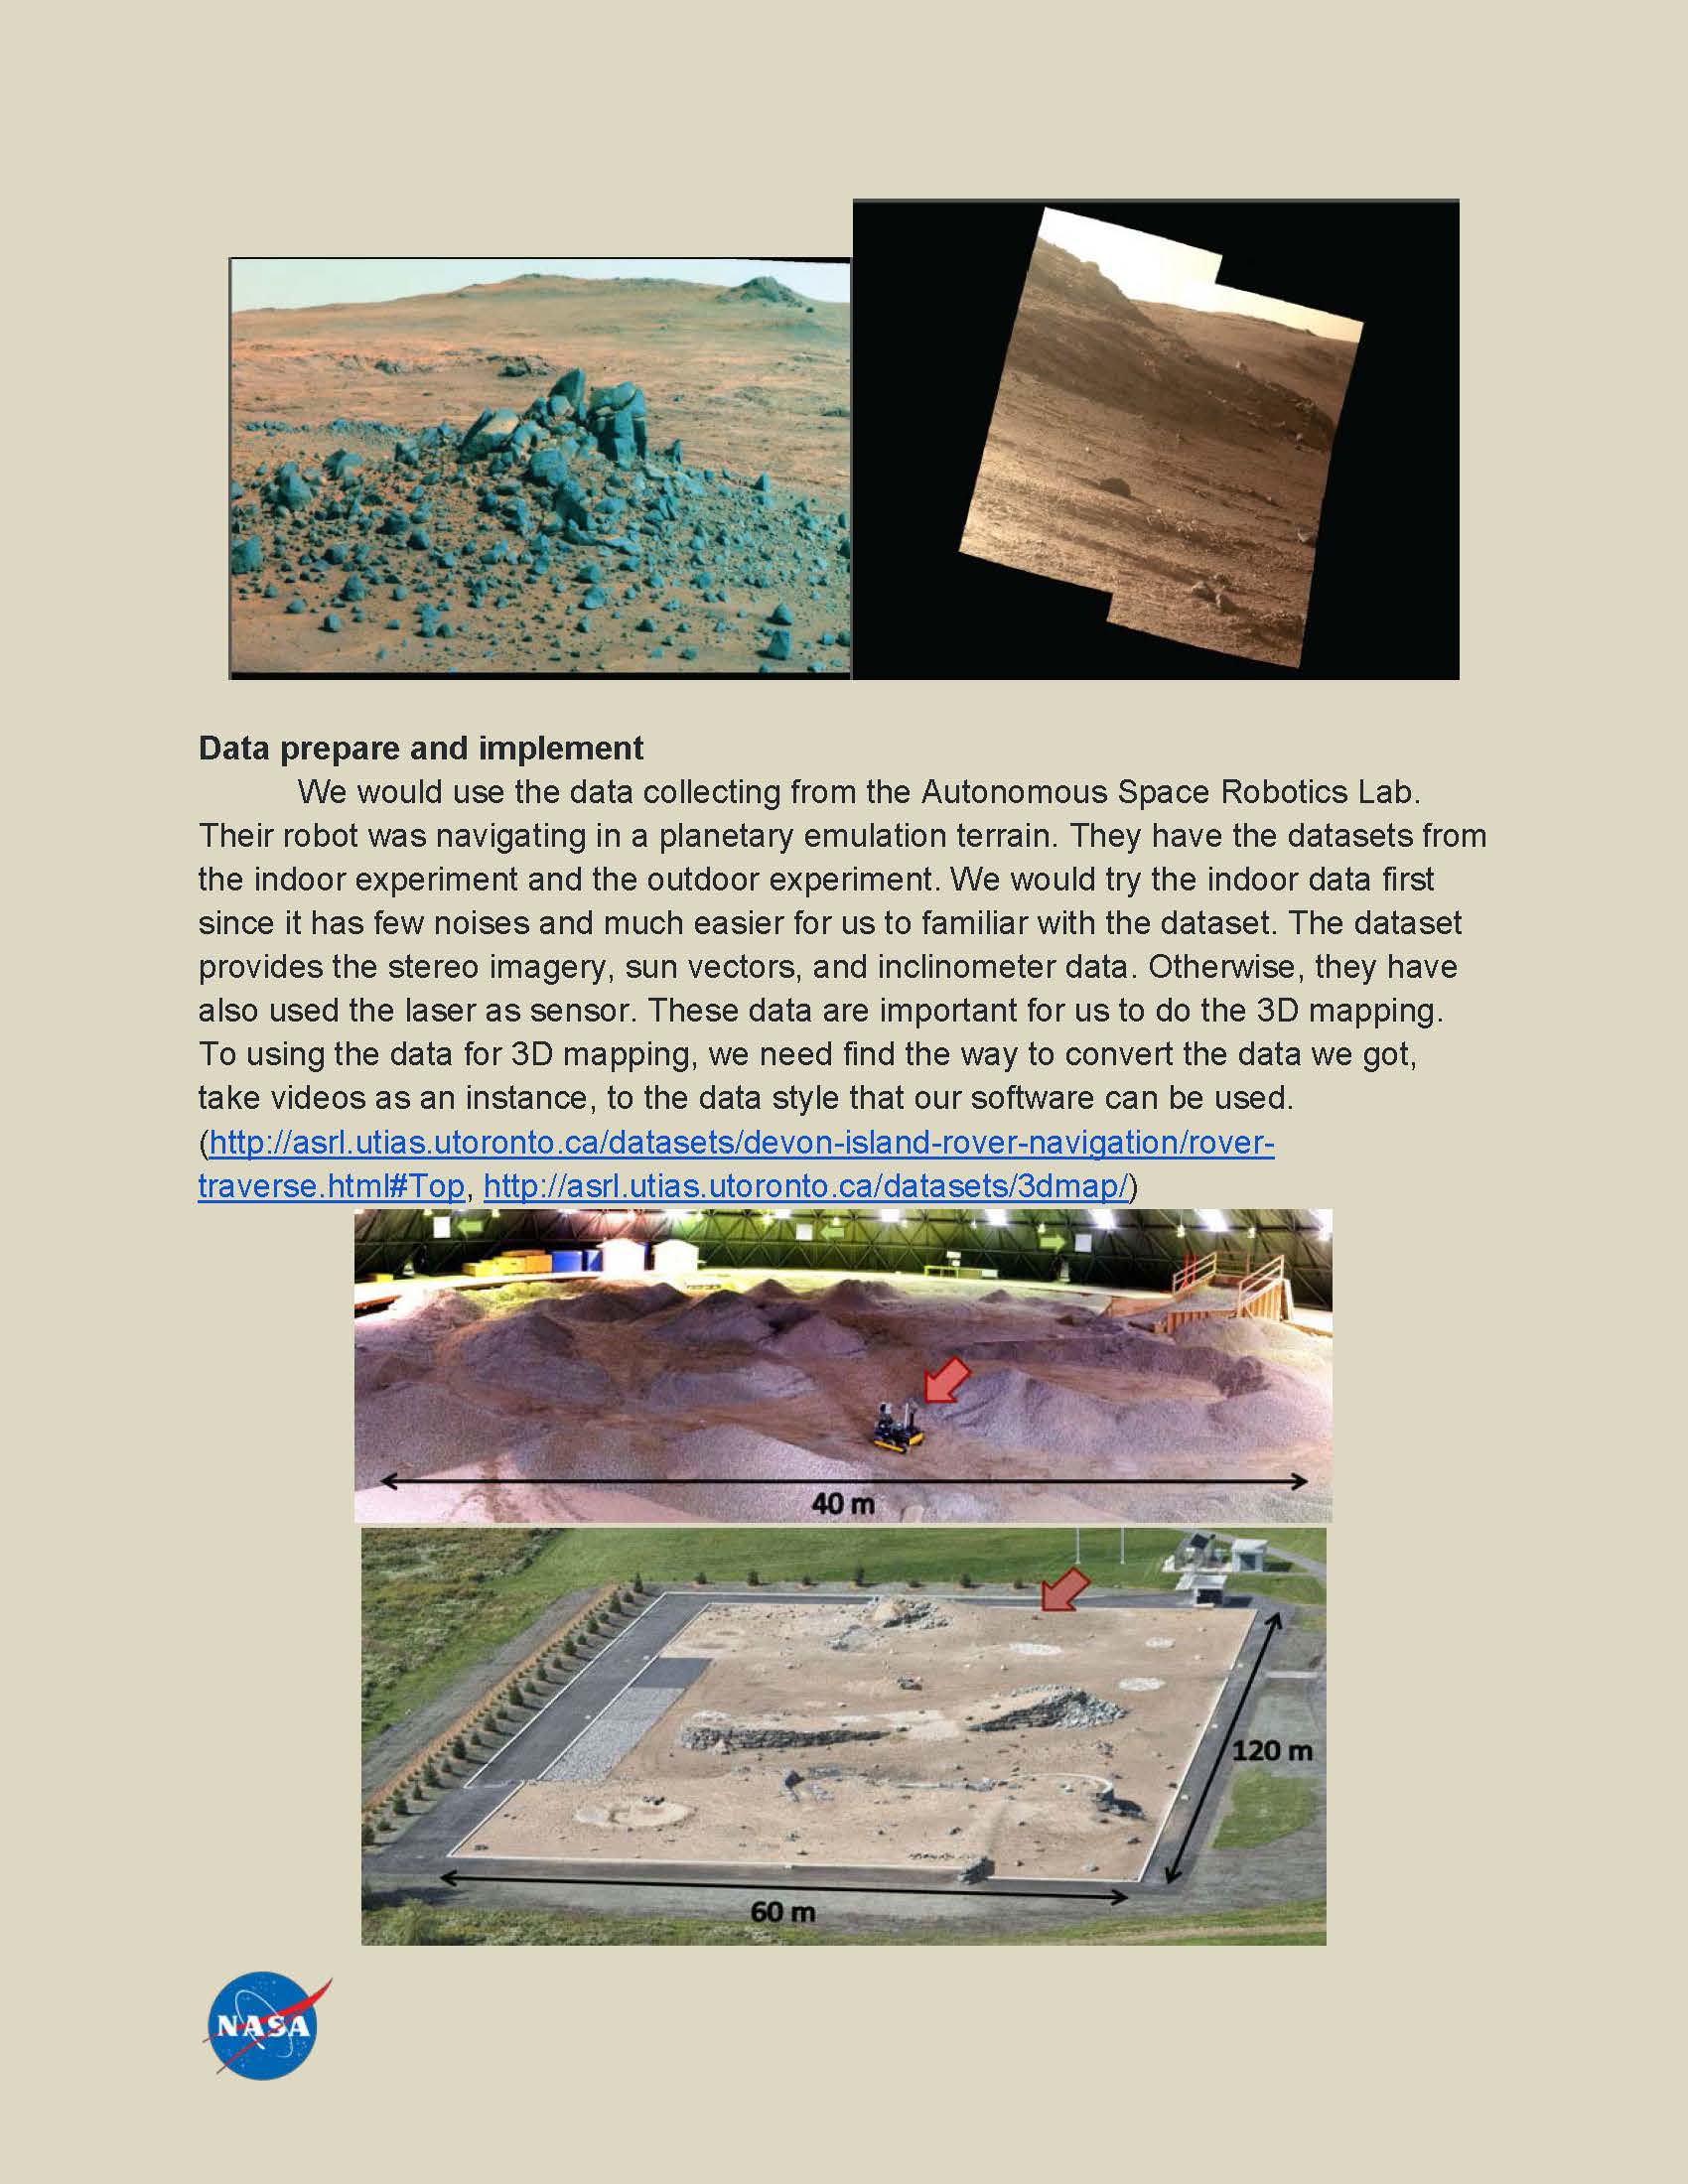 Data prepare and implement
We would use the data collecting from the Autonomous Space Robotics Lab.
Their robot was navigating in a planetary emulation terrain. They have the datasets from
the indoor experiment and the outdoor experiment. We would try the indoor data first
since it has few noises and much easier for us to familiar with the dataset. The dataset
provides the stereo imagery, sun vectors, and inclinometer data. Otherwise, they have
also used the laser as sensor. These data are important for us to do the 3D mapping.
To using the data for 3D mapping, we need find the way to convert the data we got,
take videos as an instance, to the data style that our software can be used.
(http://asrl.utias.utoronto.ca/datasets/devon-island-rover-navigation/rover-
traverse.html#Top, http://asrl.utias.utoronto.ca/datasets/3dmap/)
40 m
120 m
60 m
NASA